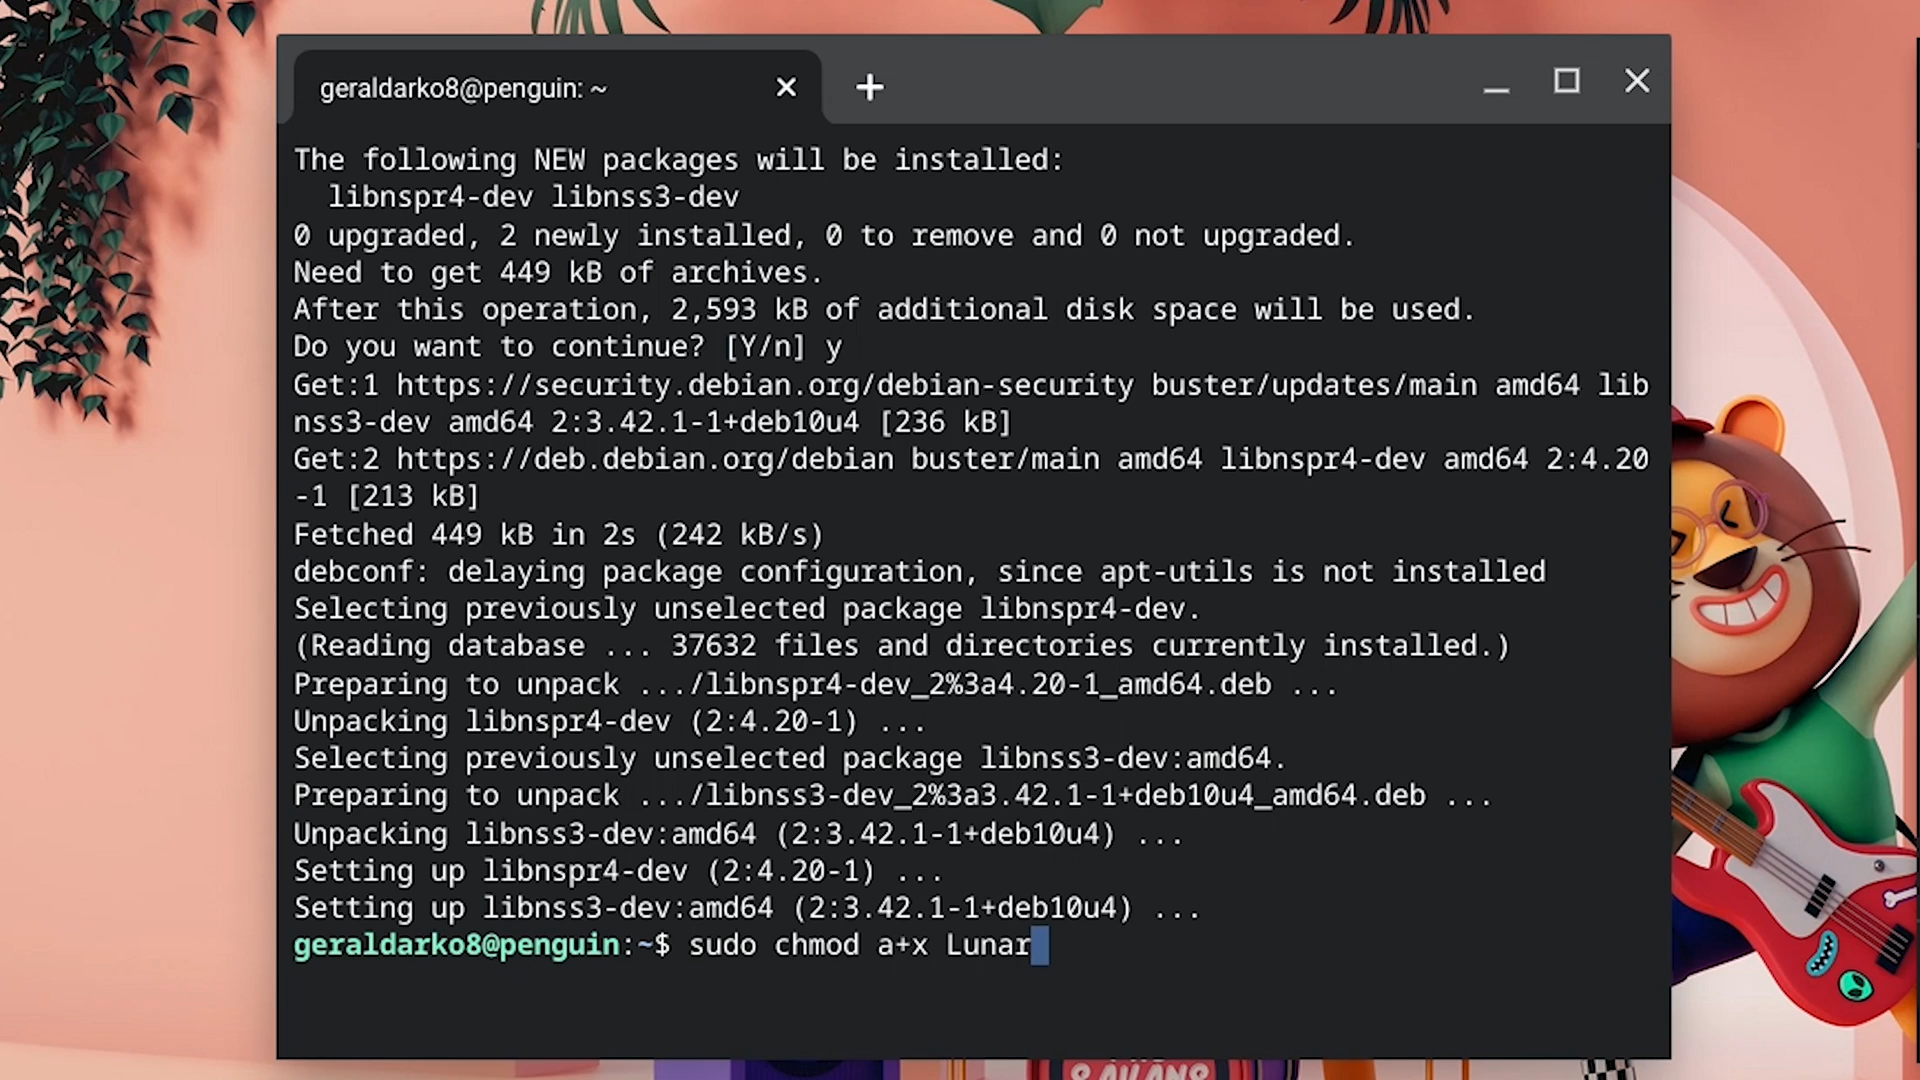 geraldarko8@penguin: ~
The following NEW packages will be installed:
libnspr4-dev libnss3-dev
0 upgraded, 2 newly installed, 0 to remove and 0 not upgraded.
Need to get 449 kB of archives.
After this operation, 2,593 kB of additional disk space will be used.
Do you want to continue? [Y/n] y
Get:1 https://security.debian.org/debian-security buster/updates/main amd64 lib
nss3-dev amd64 2:3.42.1-1+deb10u4 [236 kB]
Get:2 https://deb.debian.org/debian buster/main amd64 libnspr4-dev amd64 2:4.20
-1 [213 kB]
Fetched 449 kB in 2s (242 kB/s)
debconf: delaying package configuration, since apt-utils is not installed
Selecting previously unselected package libnspr4-dev.
(Reading database ... 37632 files and directories currently installed.)
Preparing to unpack .../libnspr4-dev_2%3a4.20-1_amd64.deb ...
Unpacking libnspr4-dev (2:4.20-1) ...
Selecting previously unselected package libnss3-dev:amd64.
Preparing to unpack .../libnss3-dev_2%3a3.42.1-1+deb10u4_amd64.deb ...
Unpacking libnss3-dev:amd64 (2:3.42.1-1+deb10u4) ...
Setting up libnspr4-dev (2:4.20-1) ...
Setting up libnss3-dev:amd64 (2:3.42.1-1+deb10u4) ...
geraldarko8@penguin:~$ sudo chmod a+x Lunar